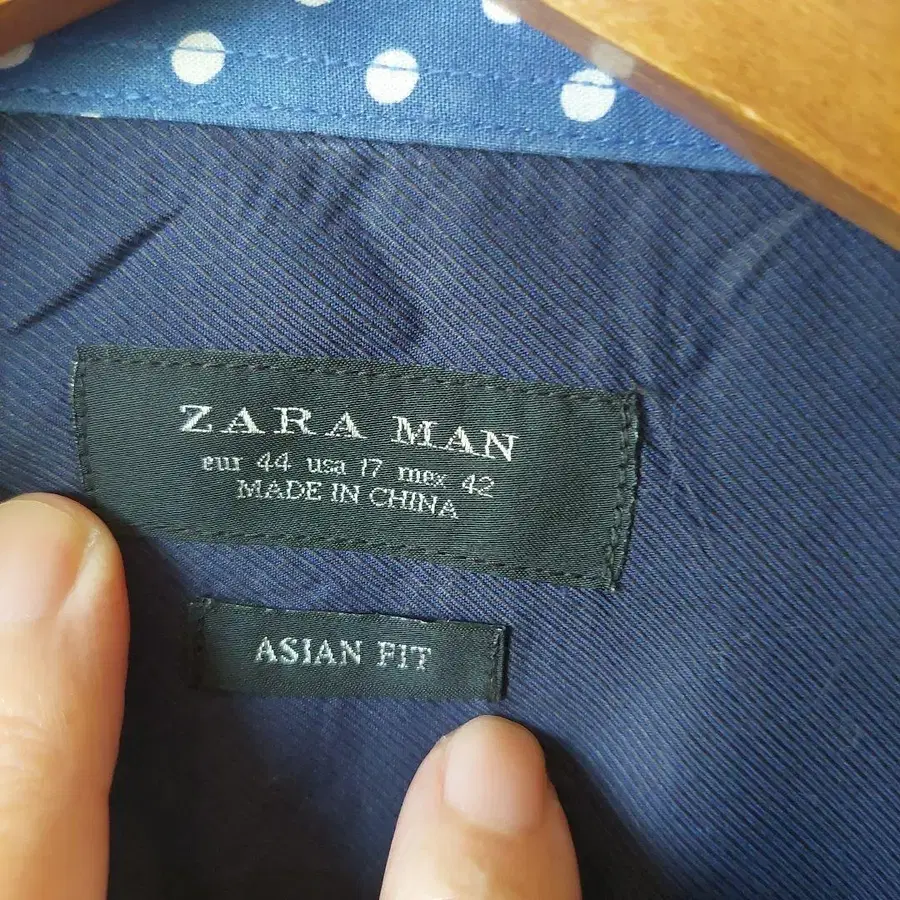 ZARA MAN
eur 44 usa 17 mex 42
MADE IN CHINA
ASIAN FIT